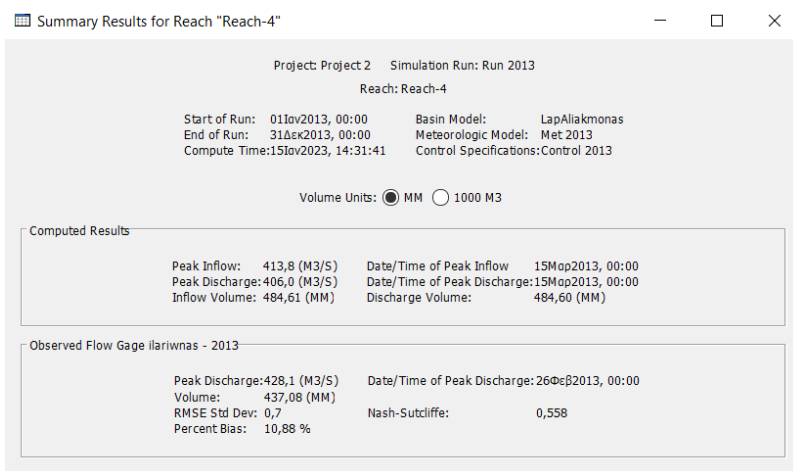 Summary Results for Reach "Reach-4"
Project: Project 2 Simulation Run: Run 2013
Reach: Reach-4
Start of Run: 01Ιαν2013, 00:00 Basin Model: LapAliakmonas
End of Run: 31Δεκ2013, 00:00 Meteorologic Model: Met 2013
Compute Time:15Ιαν2023, 14:31:41 Control Specifications:Control 2013
Volume Units: MM 1000 M3
Computed Results
Peak Inflow: 413,8 (M3/S) Date/Time of Peak Inflow 15Μαρ2013, 00:00
Peak Discharge:406,0 (M3/S) Date/Time of Peak Discharge:15Μαρ2013, 00:00
Inflow Volume: 484,61 (MM) Discharge Volume: 484,60 (MM)
Observed Flow Gage ilariwnas - 2013
Peak Discharge:428,1 (M3/S) Date/Time of Peak Discharge:26Φεβ2013, 00:00
Volume: 437,08 (MM)
RMSE Std Dev: 0,7 Nash-Sutcliffe: 0,558
Percent Bias: 10,88 %